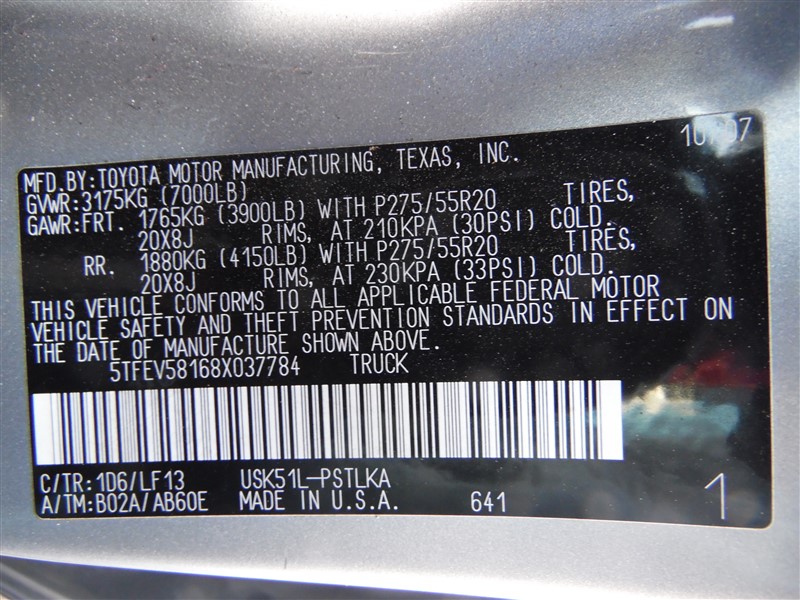 10/07
MFD.BY:TOYOTA MOTOR MANUFACTURING, TEXAS, INC.
GVWR:3175KG (7000LB)
GAWR:FRT. 1765KG (3900LB) WITH P275/55R20 TIRES,
20X8J RIMS, AT 210KPA (30PSI) COLD.
RR. 1880KG (4150LB) WITH P275/55R20 TIRES,
20X8J RIMS, AT 230KPA (33PSI) COLD.
THIS VEHICLE CONFORMS TO ALL APPLICABLE FEDERAL MOTOR
VEHICLE SAFETY AND THEFT PREVENTION STANDARDS IN EFFECT ON
THE DATE OF MANUFACTURE SHOWN ABOVE.
5TFEV58168X037784 TRUCK
C/TR:1D6/LF13 USK51L-PSTLKA
A/TM:B02A/AB60E MADE IN U.S.A. 641 1